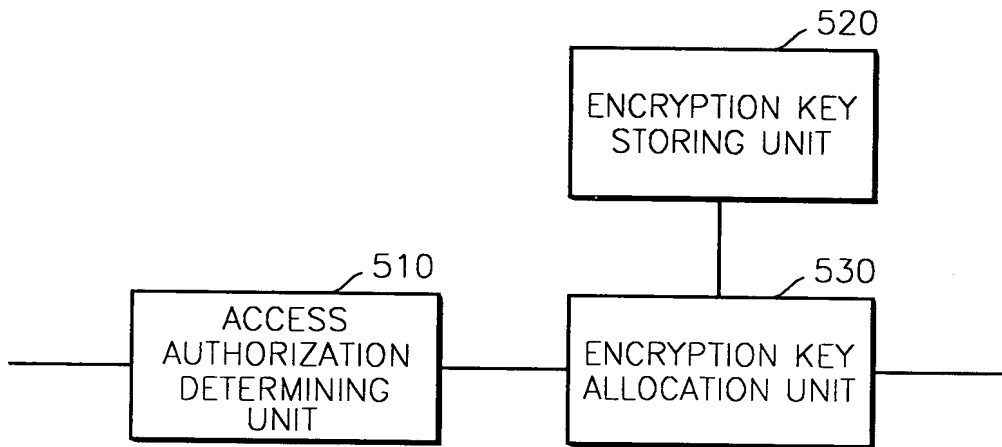 520
ENCRYPTION KEY
STORING UNIT
510
ACCESS
AUTHORIZATION
DETERMINING
UNIT
530
ENCRYPTION KEY
ALLOCATION UNIT